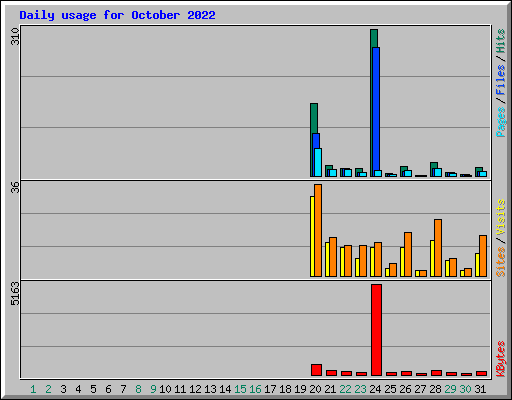 Daily usage for October 2022
310
Pages/Files/Hits
36
Sites/Visits
5163
KBytes
1 2 3 4 5 6 7 8 9 10 11 12 13 14 15 16 17 18 19 20 21 22 23 24 25 26 27 28 29 30 31